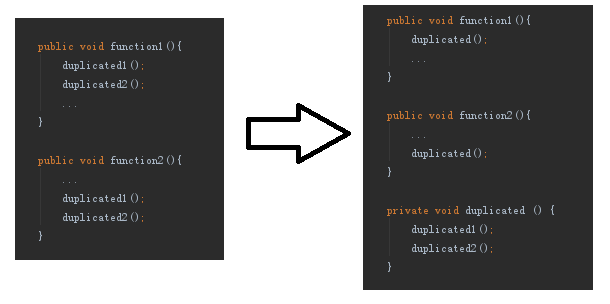 public void function1(){
duplicated1();
duplicated2();
...
}
public void function2(){
...
duplicated1();
duplicated2();
}
public void function1(){
duplicated();
...
}
public void function2(){
...
duplicated();
}
private void duplicated () {
duplicated1();
duplicated2();
}